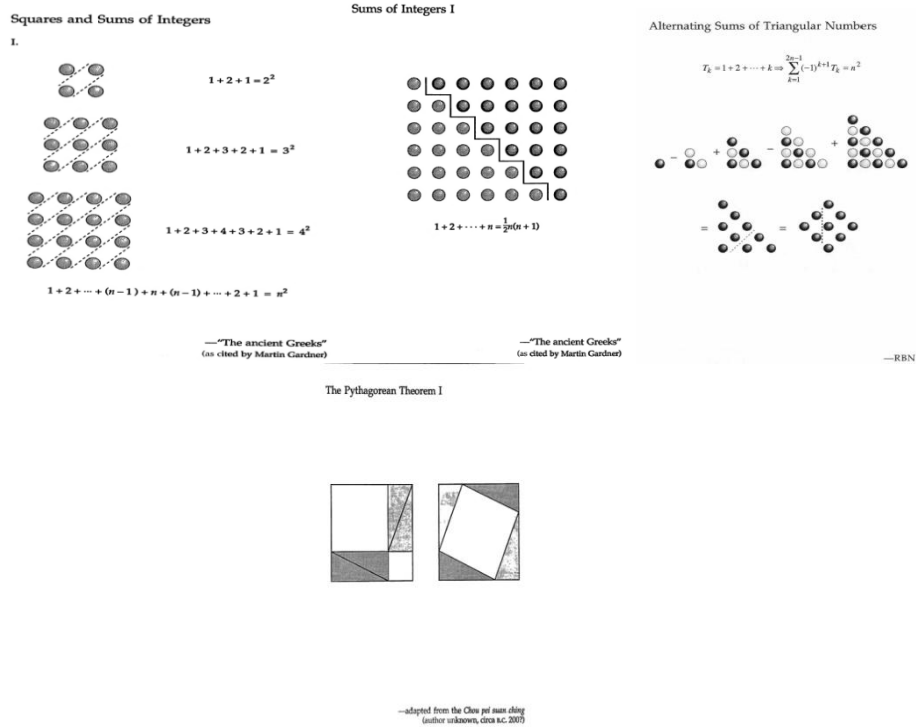 Squares and Sums of Integers
I.
1 + 2 + 1 = 2²
1 + 2 + 3 + 2 + 1 = 3²
1 + 2 + 3 + 4 + 3 + 2 + 1 = 4²
1 + 2 + ··· + (n − 1) + n + (n − 1) + ··· + 2 + 1 = n²
—"The ancient Greeks"
(as cited by Martin Gardner)
Sums of Integers I
1 + 2 + ··· + n = ½n(n + 1)
—"The ancient Greeks"
(as cited by Martin Gardner)
Alternating Sums of Triangular Numbers
T_k = 1 + 2 + ··· + k ⇒ ∑_{k=1}^{2n−1} (−1)^{k+1} T_k = n²
− + − +
= =
—RBN
The Pythagorean Theorem I
—adapted from the Chou pei suan ching
(author unknown, circa B.C. 200?)